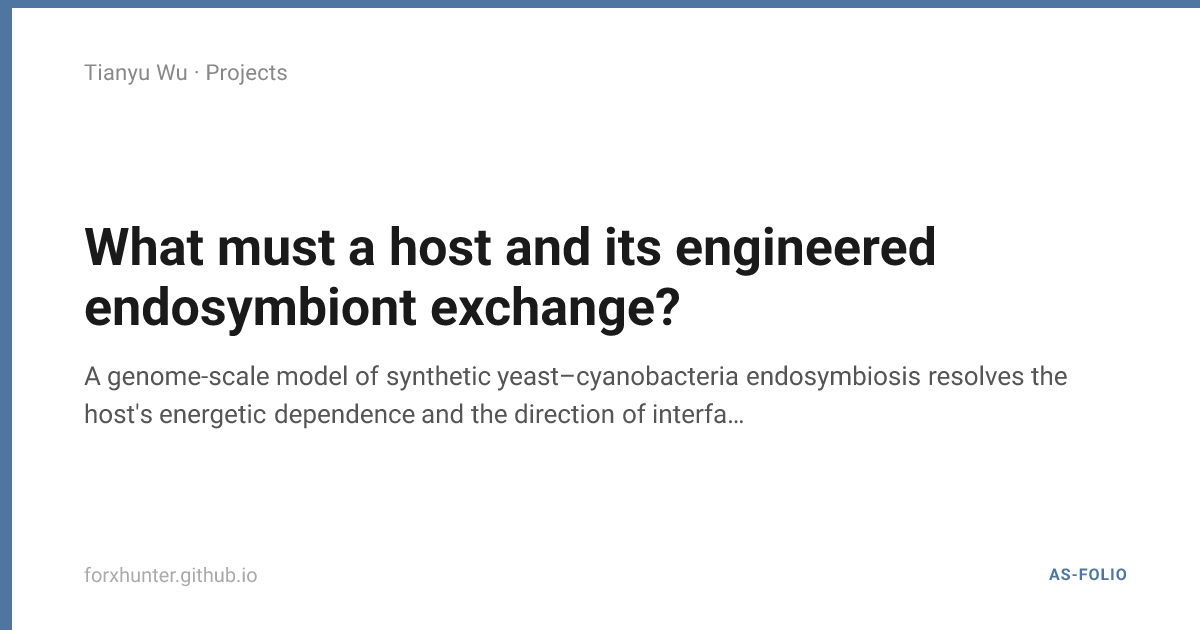 Tianyu Wu · Projects
What must a host and its engineered
endosymbiont exchange?
A genome-scale model of synthetic yeast–cyanobacteria endosymbiosis resolves the
host's energetic dependence and the direction of interfa…
forxhunter.github.io
AS-FOLIO